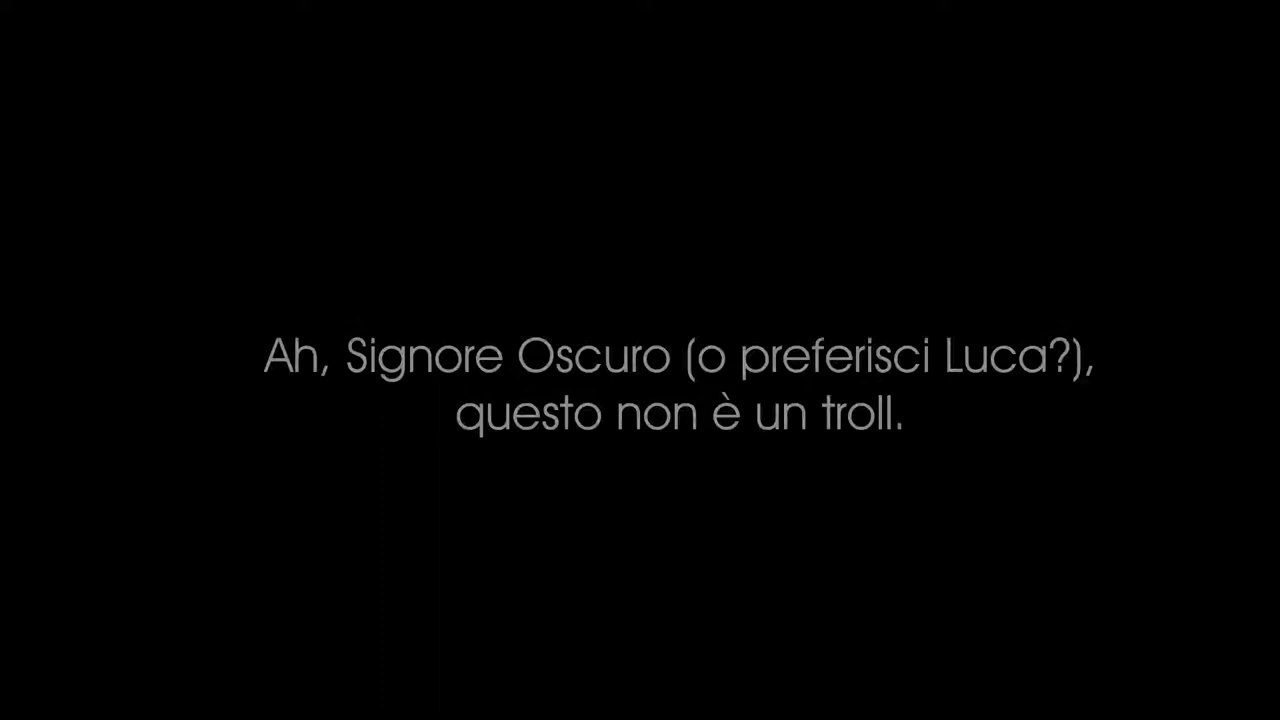 Ah, Signore Oscuro (o preferisci Luca?),
questo non è un troll.